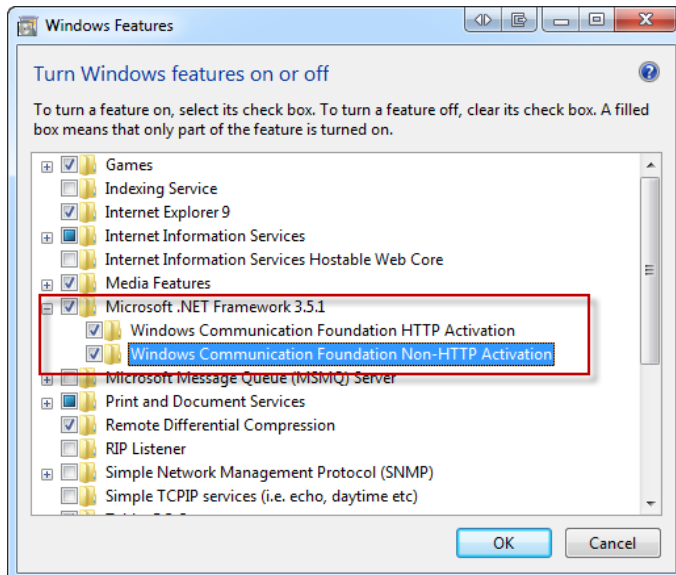 Windows Features
Turn Windows features on or off
To turn a feature on, select its check box. To turn a feature off, clear its check box. A filled
box means that only part of the feature is turned on.
Games
Indexing Service
Internet Explorer 9
Internet Information Services
Internet Information Services Hostable Web Core
Media Features
Microsoft .NET Framework 3.5.1
Windows Communication Foundation HTTP Activation
Windows Communication Foundation Non-HTTP Activation
Microsoft Message Queue (MSMQ) Server
Print and Document Services
Remote Differential Compression
RIP Listener
Simple Network Management Protocol (SNMP)
Simple TCPIP services (i.e. echo, daytime etc)
OK Cancel